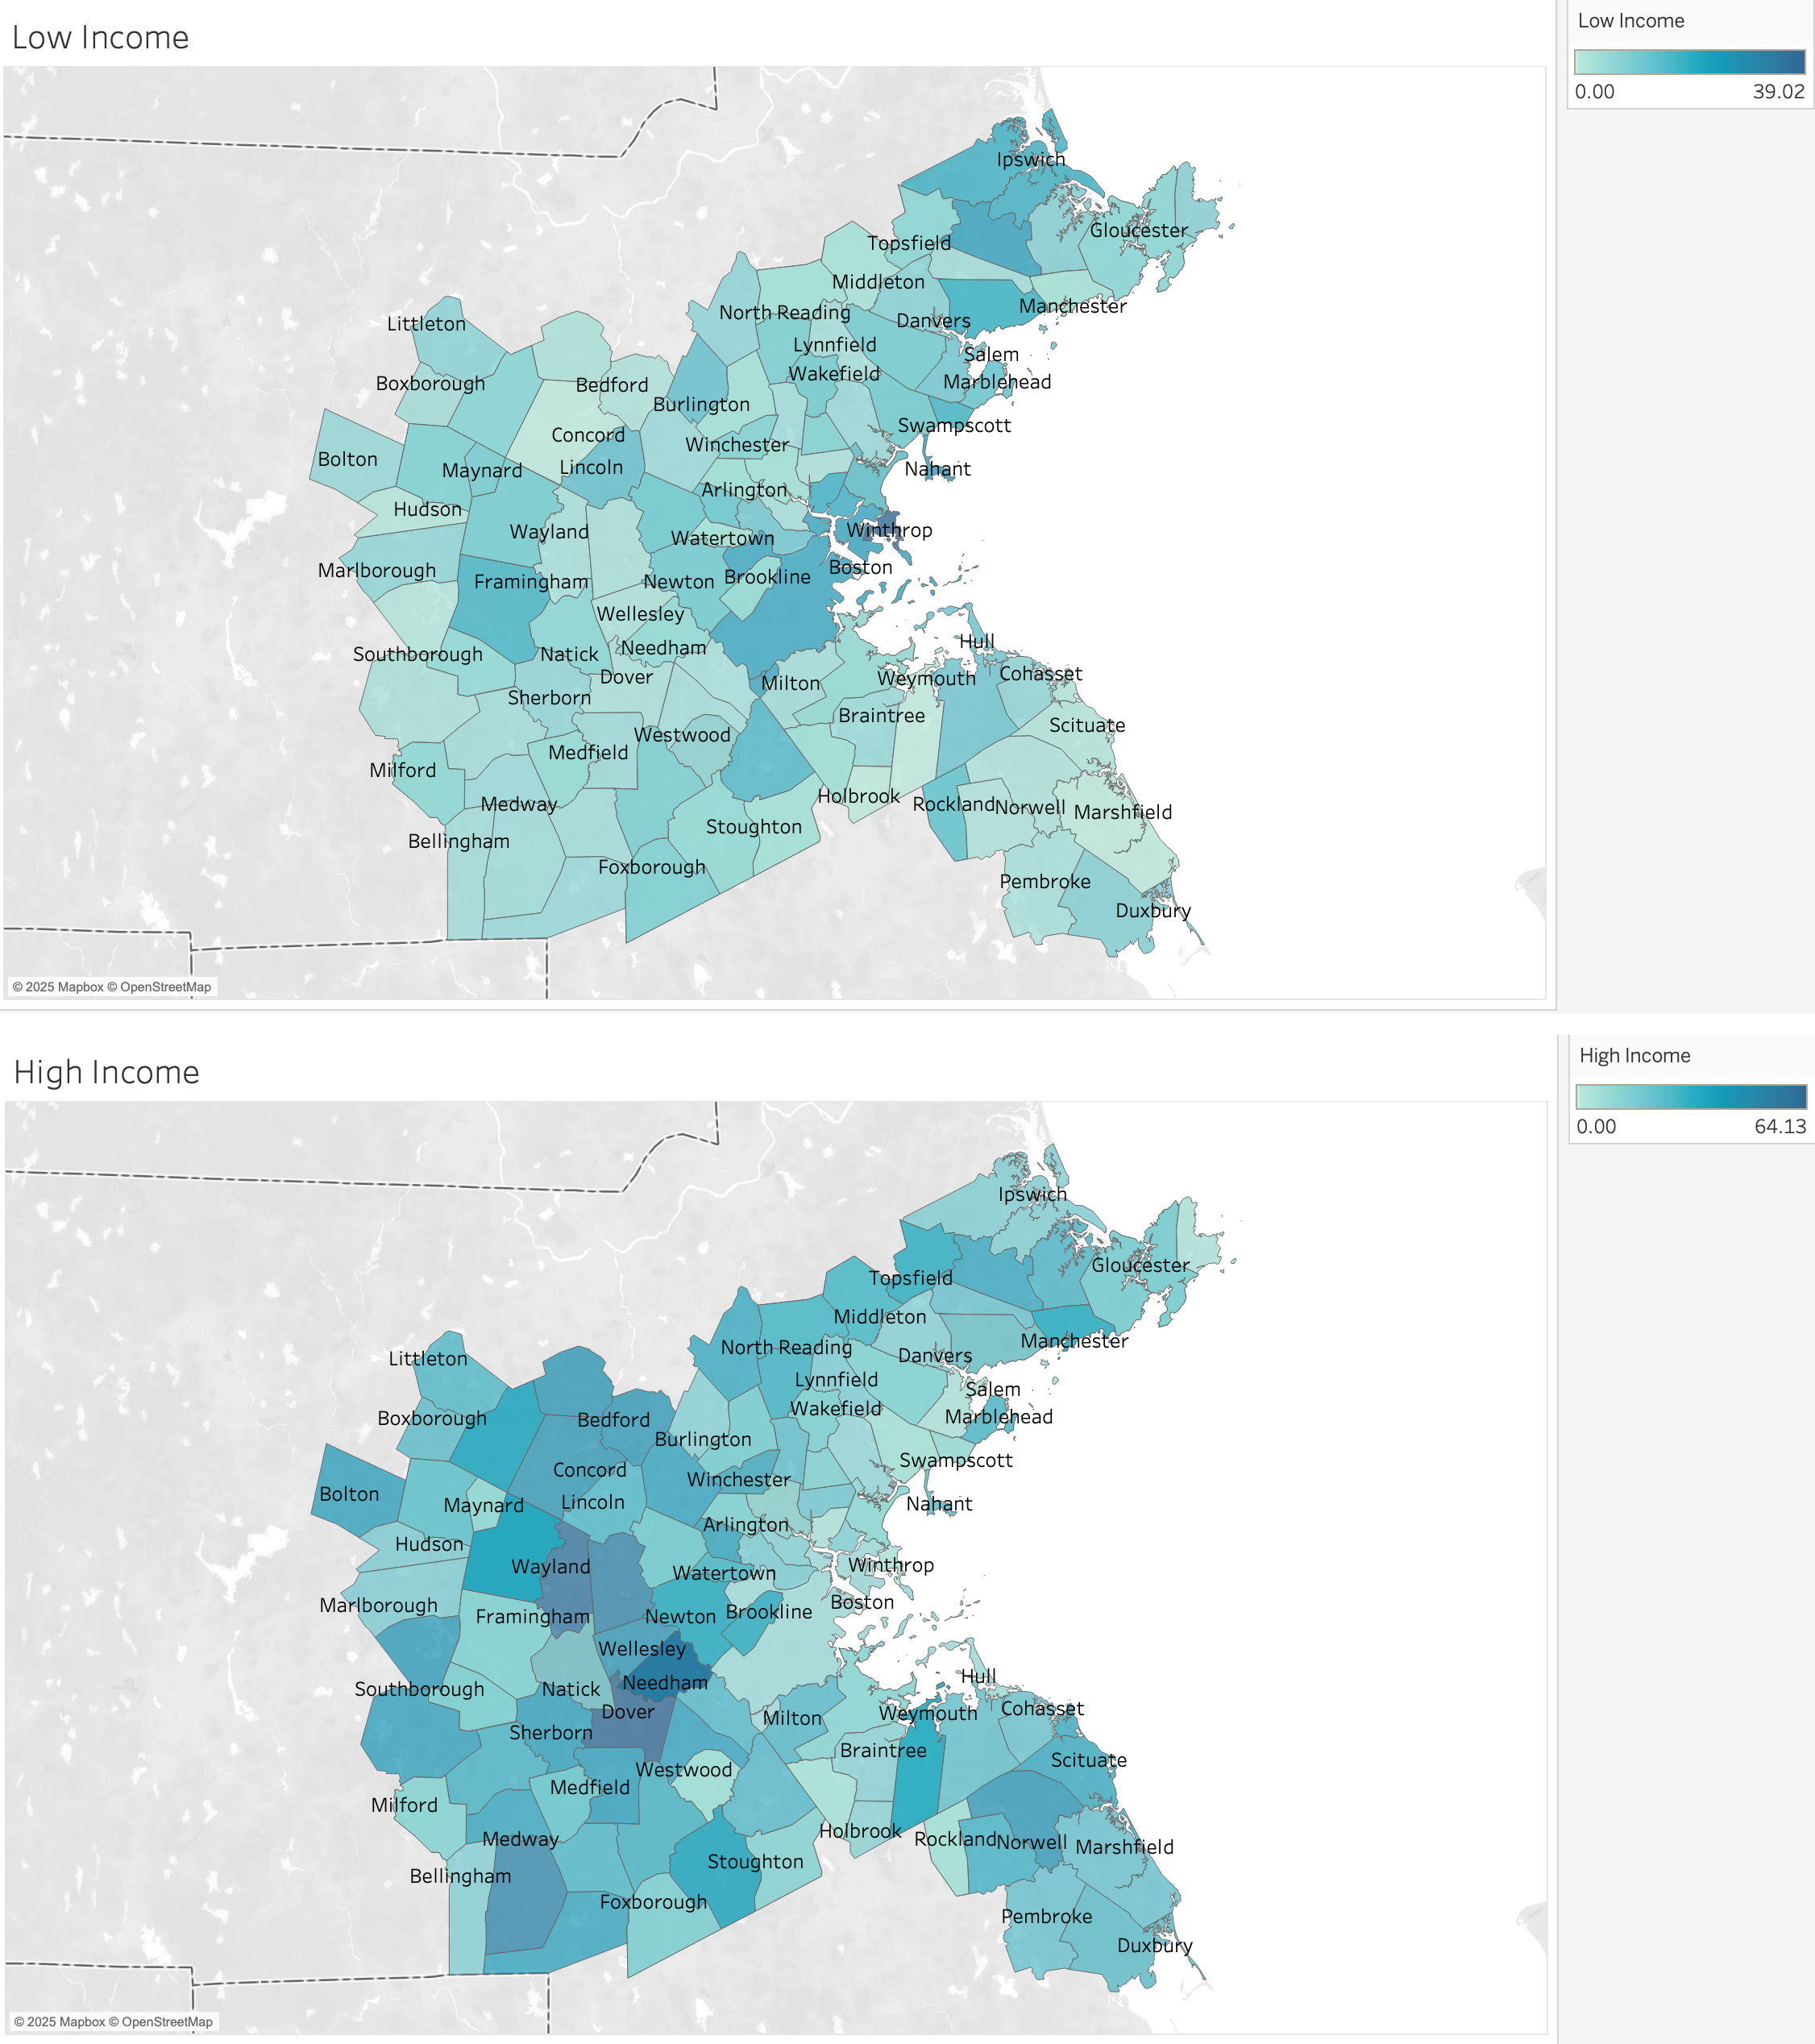 Low Income
Low Income
0.00 39.02
Ipswich
Gloucester
Topsfield
Middleton
Manchester
North Reading
Danvers
Littleton
Lynnfield
Salem
Wakefield
Boxborough
Bedford
Marblehead
Burlington
Swampscott
Concord
Winchester
Bolton
Maynard
Lincoln
Nahant
Arlington
Hudson
Wayland
Winthrop
Watertown
Marlborough
Boston
Framingham
Newton
Brookline
Wellesley
Hull
Southborough
Natick
Needham
Cohasset
Dover
Weymouth
Milton
Sherborn
Braintree
Scituate
Westwood
Medfield
Milford
Holbrook
Medway
Rockland
Norwell
Marshfield
Stoughton
Bellingham
Foxborough
Pembroke
Duxbury
© 2025 Mapbox © OpenStreetMap
High Income
High Income
0.00 64.13
Ipswich
Gloucester
Topsfield
Middleton
Manchester
North Reading
Danvers
Littleton
Lynnfield
Salem
Wakefield
Boxborough
Bedford
Marblehead
Burlington
Swampscott
Concord
Winchester
Bolton
Maynard
Lincoln
Nahant
Arlington
Hudson
Wayland
Winthrop
Watertown
Marlborough
Boston
Framingham
Newton
Brookline
Wellesley
Hull
Southborough
Natick
Needham
Cohasset
Dover
Weymouth
Milton
Sherborn
Braintree
Scituate
Westwood
Medfield
Milford
Holbrook
Medway
Rockland
Norwell
Marshfield
Stoughton
Bellingham
Foxborough
Pembroke
Duxbury
© 2025 Mapbox © OpenStreetMap